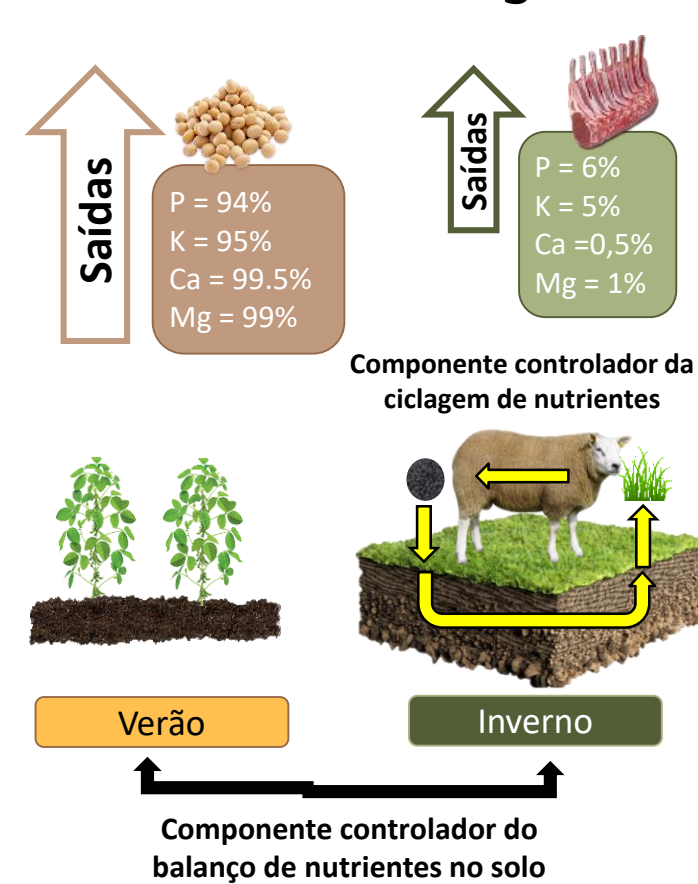 Saídas
P = 94%
K = 95%
Ca = 99.5%
Mg = 99%
Saídas
P = 6%
K = 5%
Ca =0,5%
Mg = 1%
Componente controlador da
ciclagem de nutrientes
Verão
Inverno
Componente controlador do
balanço de nutrientes no solo